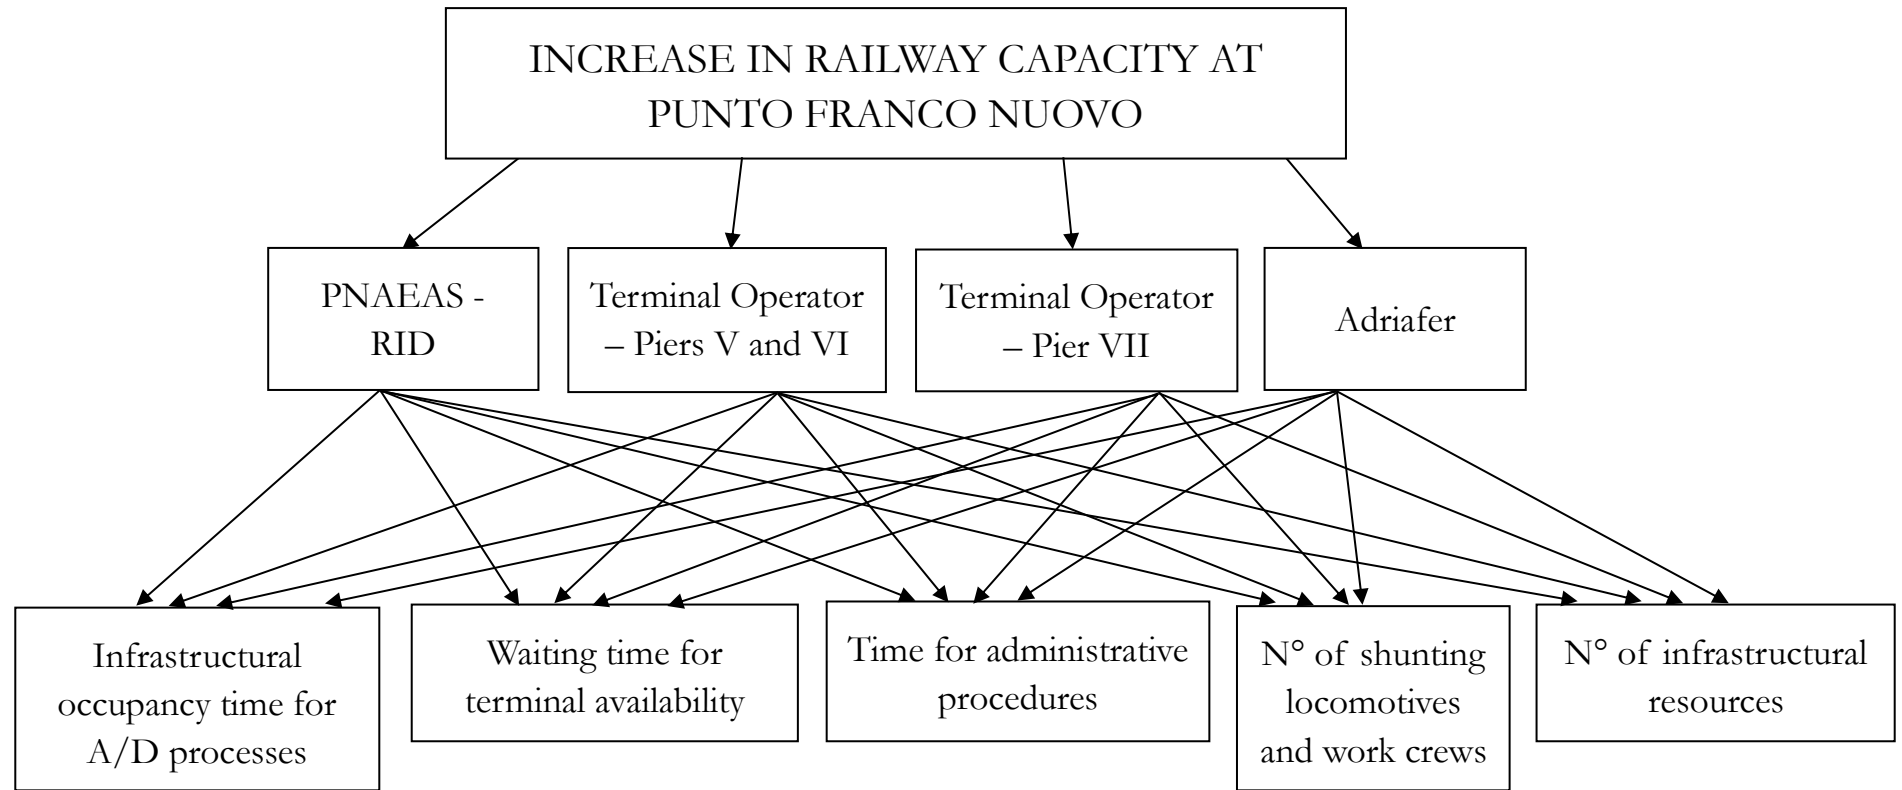 INCREASE IN RAILWAY CAPACITY AT
PUNTO FRANCO NUOVO
PNAEAS -
RID
Terminal Operator
– Piers V and VI
Terminal Operator
– Pier VII
Adriafer
Infrastructural
occupancy time for
A/D processes
Waiting time for
terminal availability
Time for administrative
procedures
N° of shunting
locomotives
and work crews
N° of infrastructural
resources